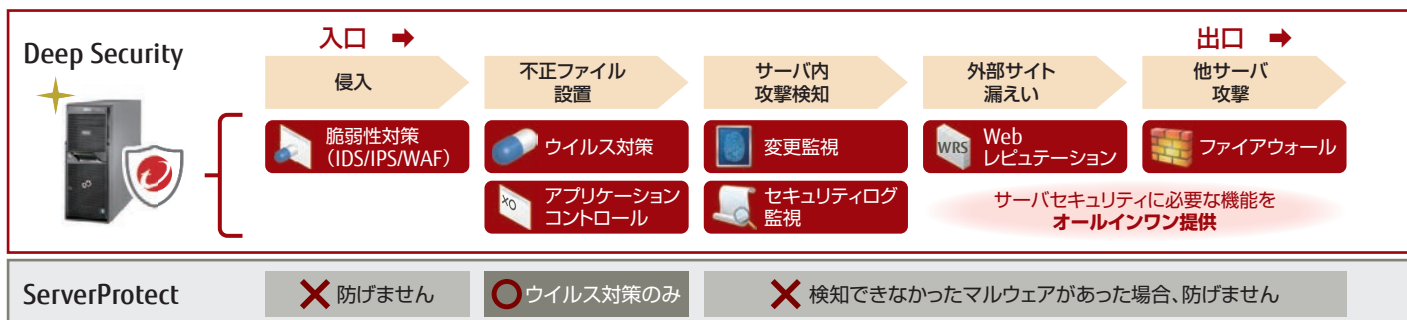 Deep Security
入口
出口
侵入
不正ファイル
設置
サーバ内
攻撃検知
外部サイト
漏えい
他サーバ
攻撃
脆弱性対策
（IDS/IPS/WAF）
ウイルス対策
変更監視
WRS
Web
レピュテーション
ファイアウォール
XO
アプリケーション
コントロール
セキュリティログ
監視
サーバセキュリティに必要な機能を
オールインワン提供
ServerProtect
防げません
ウイルス対策のみ
検知できなかったマルウェアがあった場合、防げません